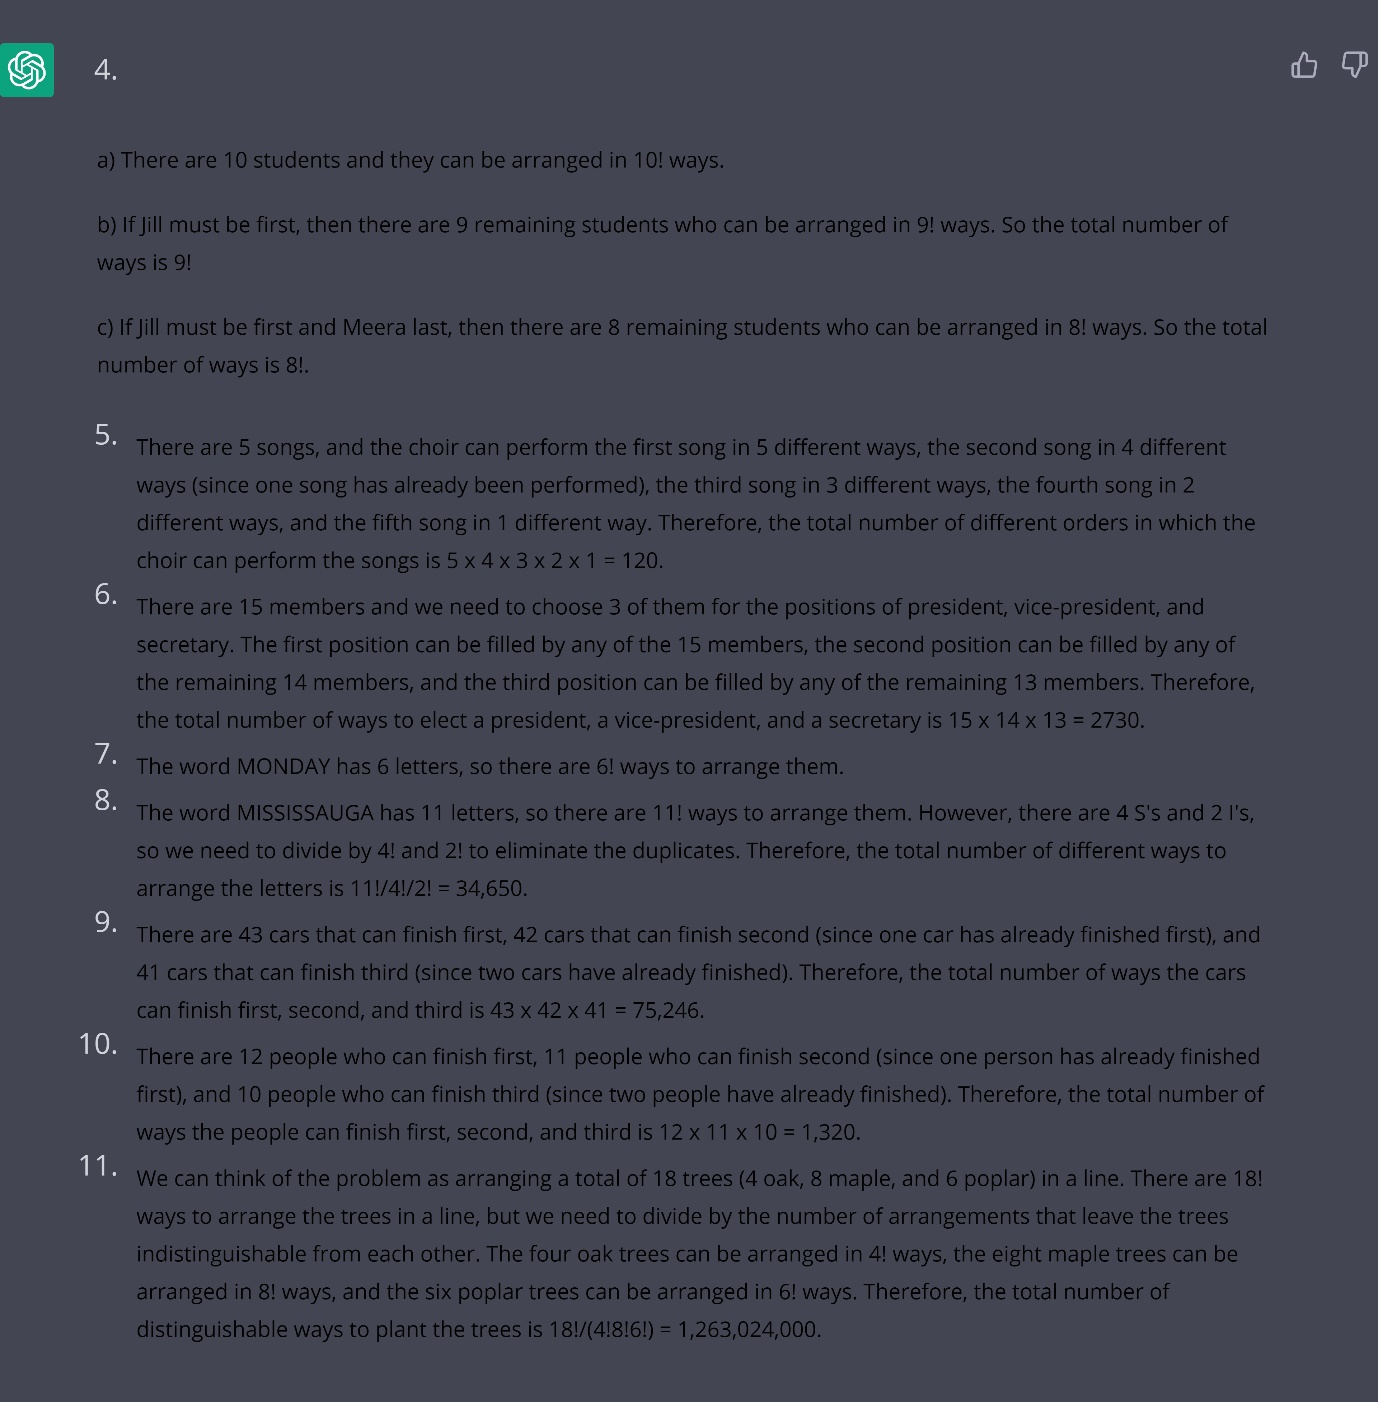 4.
a) There are 10 students and they can be arranged in 10! ways.
b) If Jill must be first, then there are 9 remaining students who can be arranged in 9! ways. So the total number of
ways is 9!
c) If Jill must be first and Meera last, then there are 8 remaining students who can be arranged in 8! ways. So the total
number of ways is 8!.
5. There are 5 songs, and the choir can perform the first song in 5 different ways, the second song in 4 different
ways (since one song has already been performed), the third song in 3 different ways, the fourth song in 2
different ways, and the fifth song in 1 different way. Therefore, the total number of different orders in which the
choir can perform the songs is 5 x 4 x 3 x 2 x 1 = 120.
6. There are 15 members and we need to choose 3 of them for the positions of president, vice-president, and
secretary. The first position can be filled by any of the 15 members, the second position can be filled by any of
the remaining 14 members, and the third position can be filled by any of the remaining 13 members. Therefore,
the total number of ways to elect a president, a vice-president, and a secretary is 15 x 14 x 13 = 2730.
7. The word MONDAY has 6 letters, so there are 6! ways to arrange them.
8. The word MISSISSAUGA has 11 letters, so there are 11! ways to arrange them. However, there are 4 S's and 2 I's,
so we need to divide by 4! and 2! to eliminate the duplicates. Therefore, the total number of different ways to
arrange the letters is 11!/4!/2! = 34,650.
9. There are 43 cars that can finish first, 42 cars that can finish second (since one car has already finished first), and
41 cars that can finish third (since two cars have already finished). Therefore, the total number of ways the cars
can finish first, second, and third is 43 x 42 x 41 = 75,246.
10. There are 12 people who can finish first, 11 people who can finish second (since one person has already finished
first), and 10 people who can finish third (since two people have already finished). Therefore, the total number of
ways the people can finish first, second, and third is 12 x 11 x 10 = 1,320.
11. We can think of the problem as arranging a total of 18 trees (4 oak, 8 maple, and 6 poplar) in a line. There are 18!
ways to arrange the trees in a line, but we need to divide by the number of arrangements that leave the trees
indistinguishable from each other. The four oak trees can be arranged in 4! ways, the eight maple trees can be
arranged in 8! ways, and the six poplar trees can be arranged in 6! ways. Therefore, the total number of
distinguishable ways to plant the trees is 18!/(4!8!6!) = 1,263,024,000.